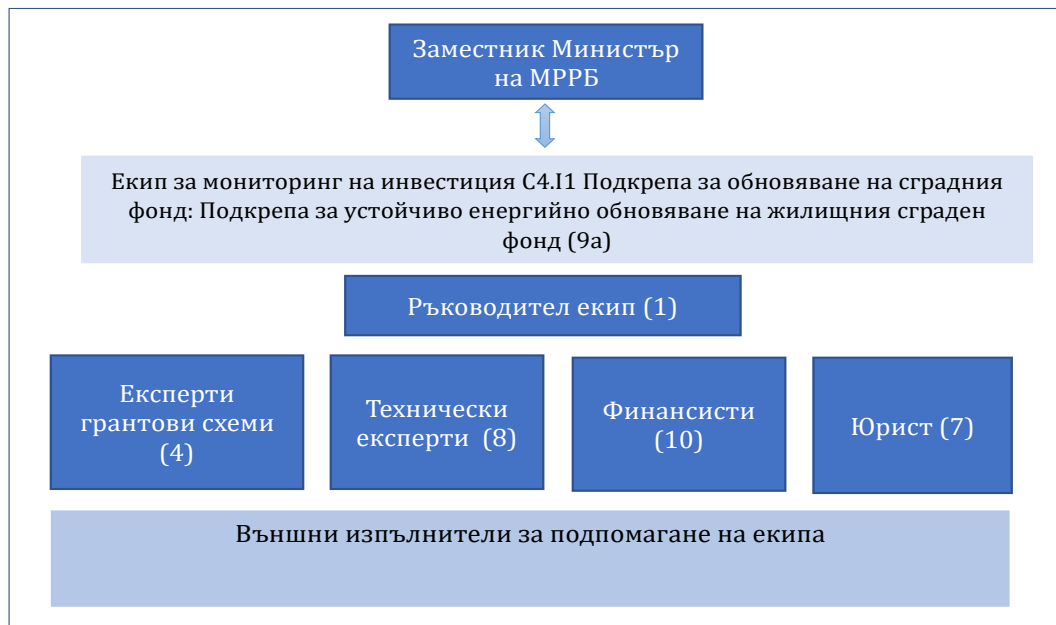 Заместник Министър
на МРРБ
Екип за мониторинг на инвестиция C4.I1 Подкрепа за обновяване на сградния
фонд: Подкрепа за устойчиво енергийно обновяване на жилищния сграден
фонд (9а)
Ръководител екип (1)
Експерти
грантови схеми
(4)
Технически
експерти (8)
Финансисти
(10)
Юрист (7)
Външни изпълнители за подпомагане на екипа